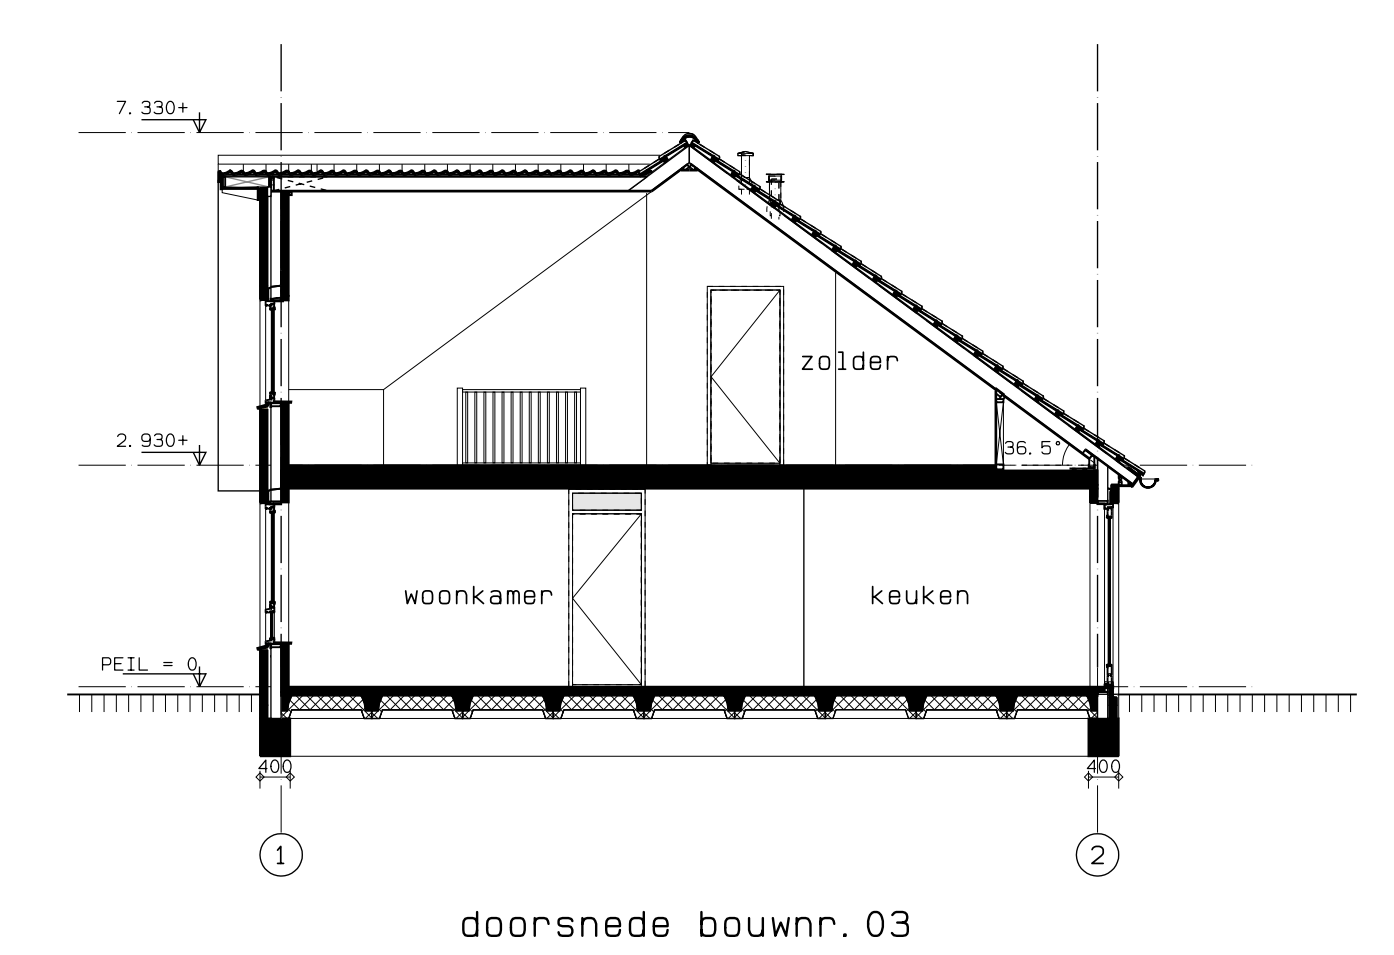 7. 330+
zolder
2. 930+
36. 5°
woonkamer
keuken
PEIL = 0
400
400
1
2
doorsnede bouwnr. 03